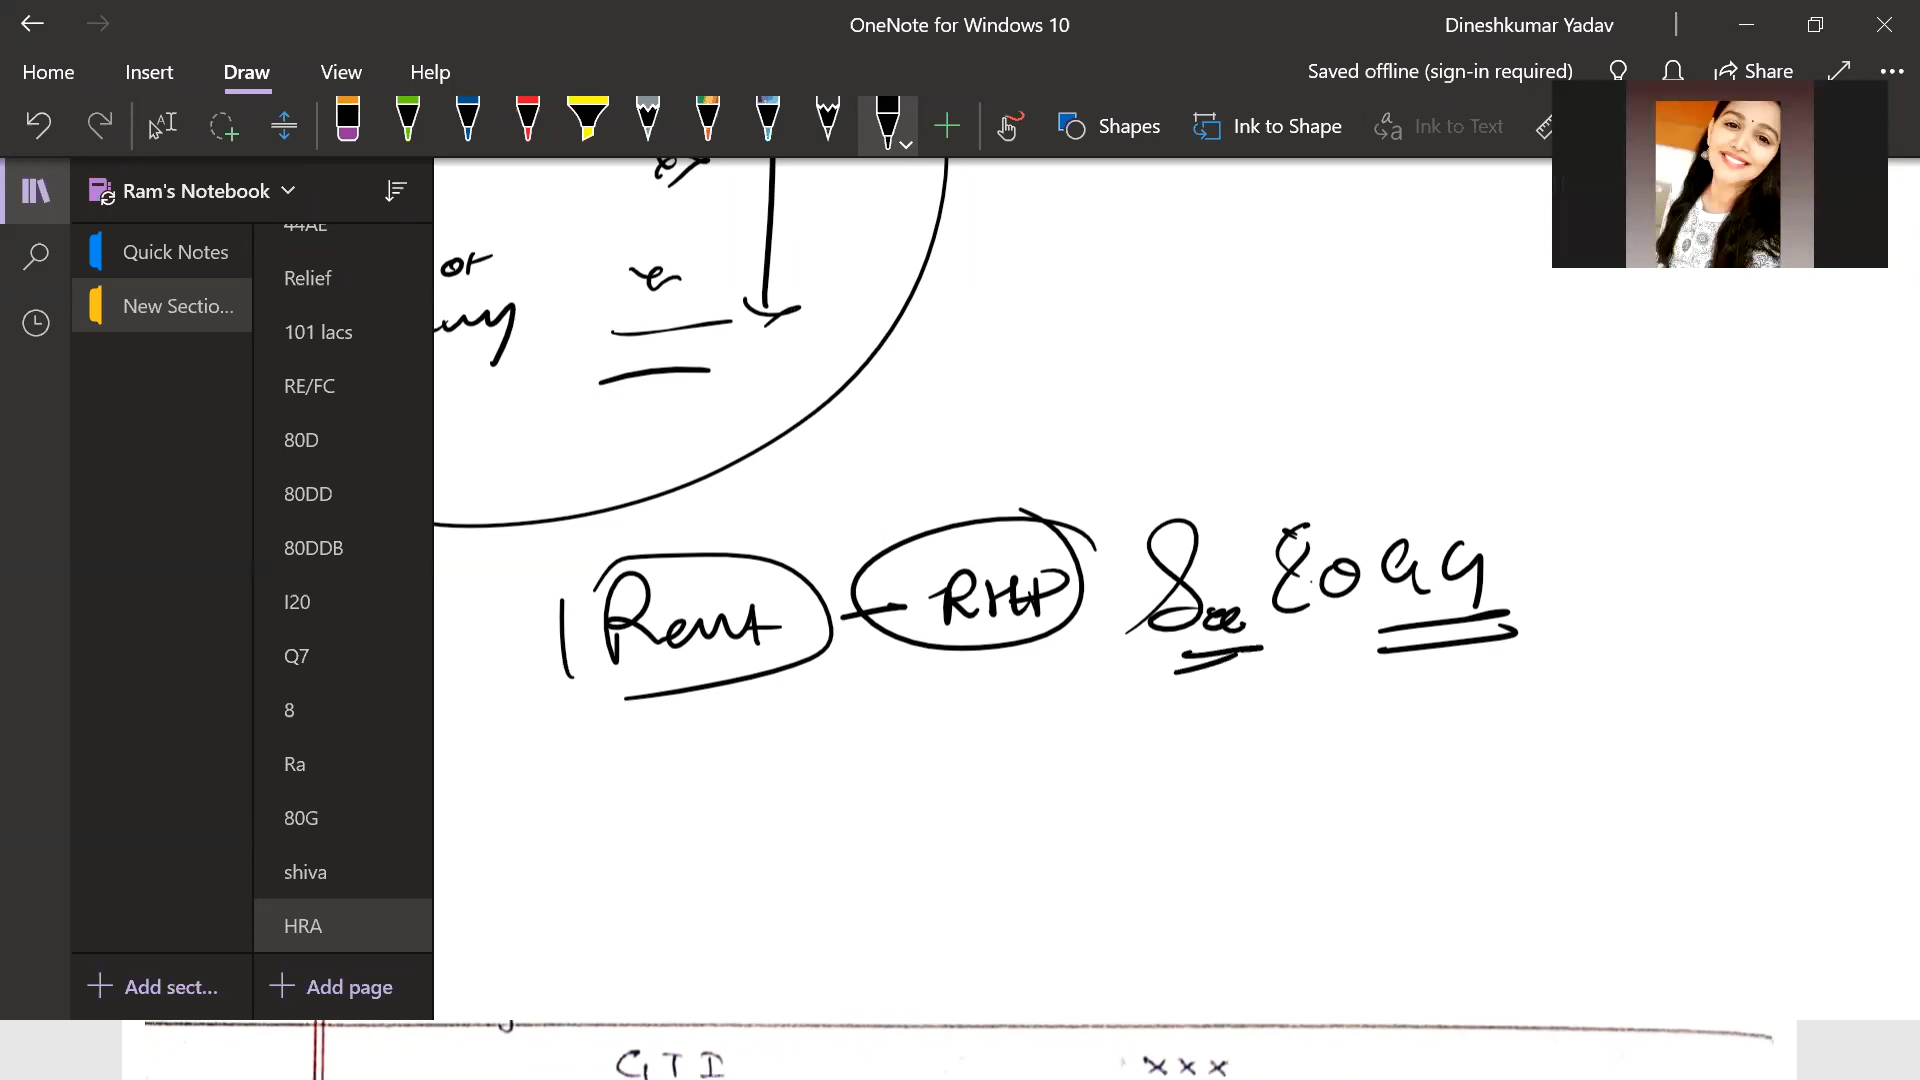 OneNote for Windows 10
Dineshkumar Yadav
Home Insert Draw View Help
Saved offline (sign-in required)
Share
Shapes
Ink to Shape
Ink to Text
Ram's Notebook
Quick Notes
New Sectio...
44AE
Relief
101 lacs
RE/FC
80D
80DD
80DDB
I20
Q7
8
Ra
80G
shiva
HRA
Add sect...
Add page
or
Rent - RHP Sec 80GG
GTI xxx